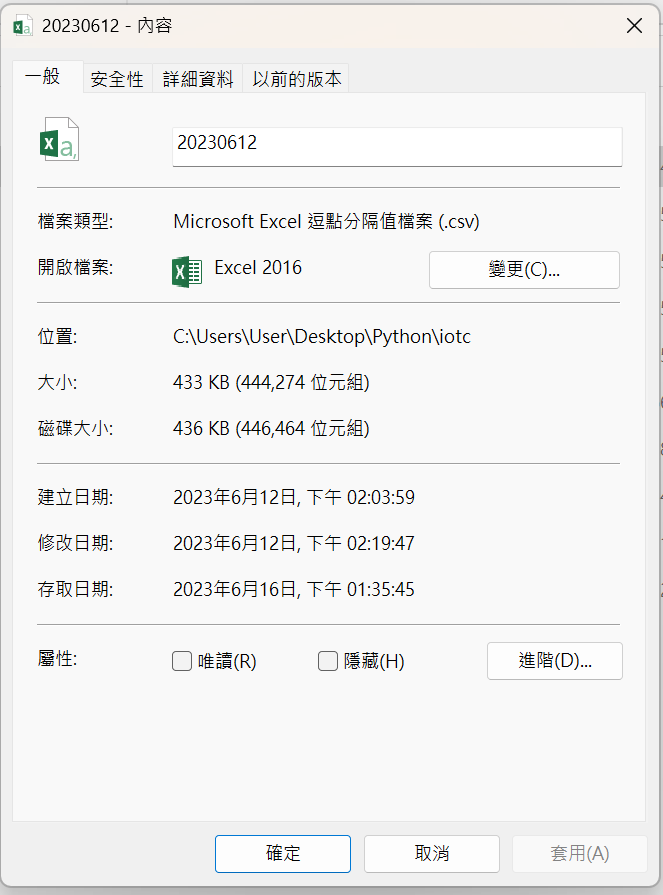 20230612 - 內容
一般 安全性 詳細資料 以前的版本
20230612
檔案類型: Microsoft Excel 逗點分隔值檔案 (.csv)
開啟檔案: Excel 2016 變更(C)...
位置: C:\Users\User\Desktop\Python\iotc
大小: 433 KB (444,274 位元組)
磁碟大小: 436 KB (446,464 位元組)
建立日期: 2023年6月12日, 下午 02:03:59
修改日期: 2023年6月12日, 下午 02:19:47
存取日期: 2023年6月16日, 下午 01:35:45
屬性: 唯讀(R) 隱藏(H) 進階(D)...
確定 取消 套用(A)